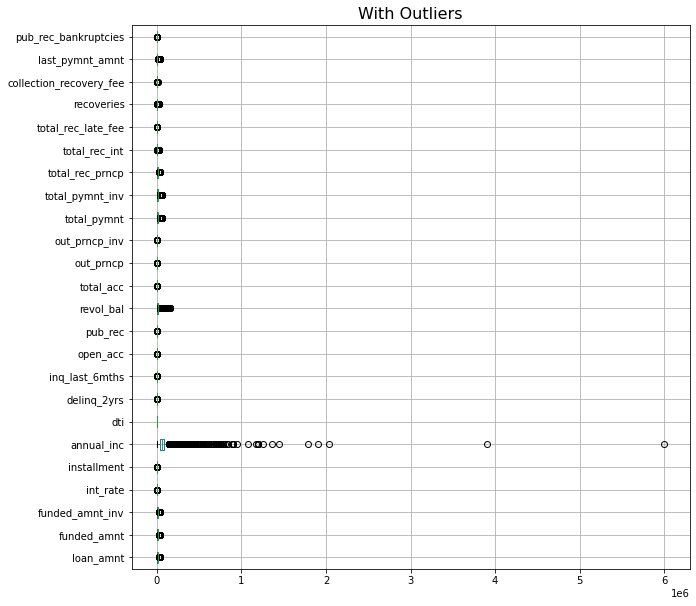 With Outliers
pub_rec_bankruptcies
last_pymnt_amnt
collection_recovery_fee
recoveries
total_rec_late_fee
total_rec_int
total_rec_prncp
total_pymnt_inv
total_pymnt
out_prncp_inv
out_prncp
total_acc
revol_bal
pub_rec
open_acc
inq_last_6mths
delinq_2yrs
dti
annual_inc
installment
int_rate
funded_amnt_inv
funded_amnt
loan_amnt
0 1 2 3 4 5 6
1e6